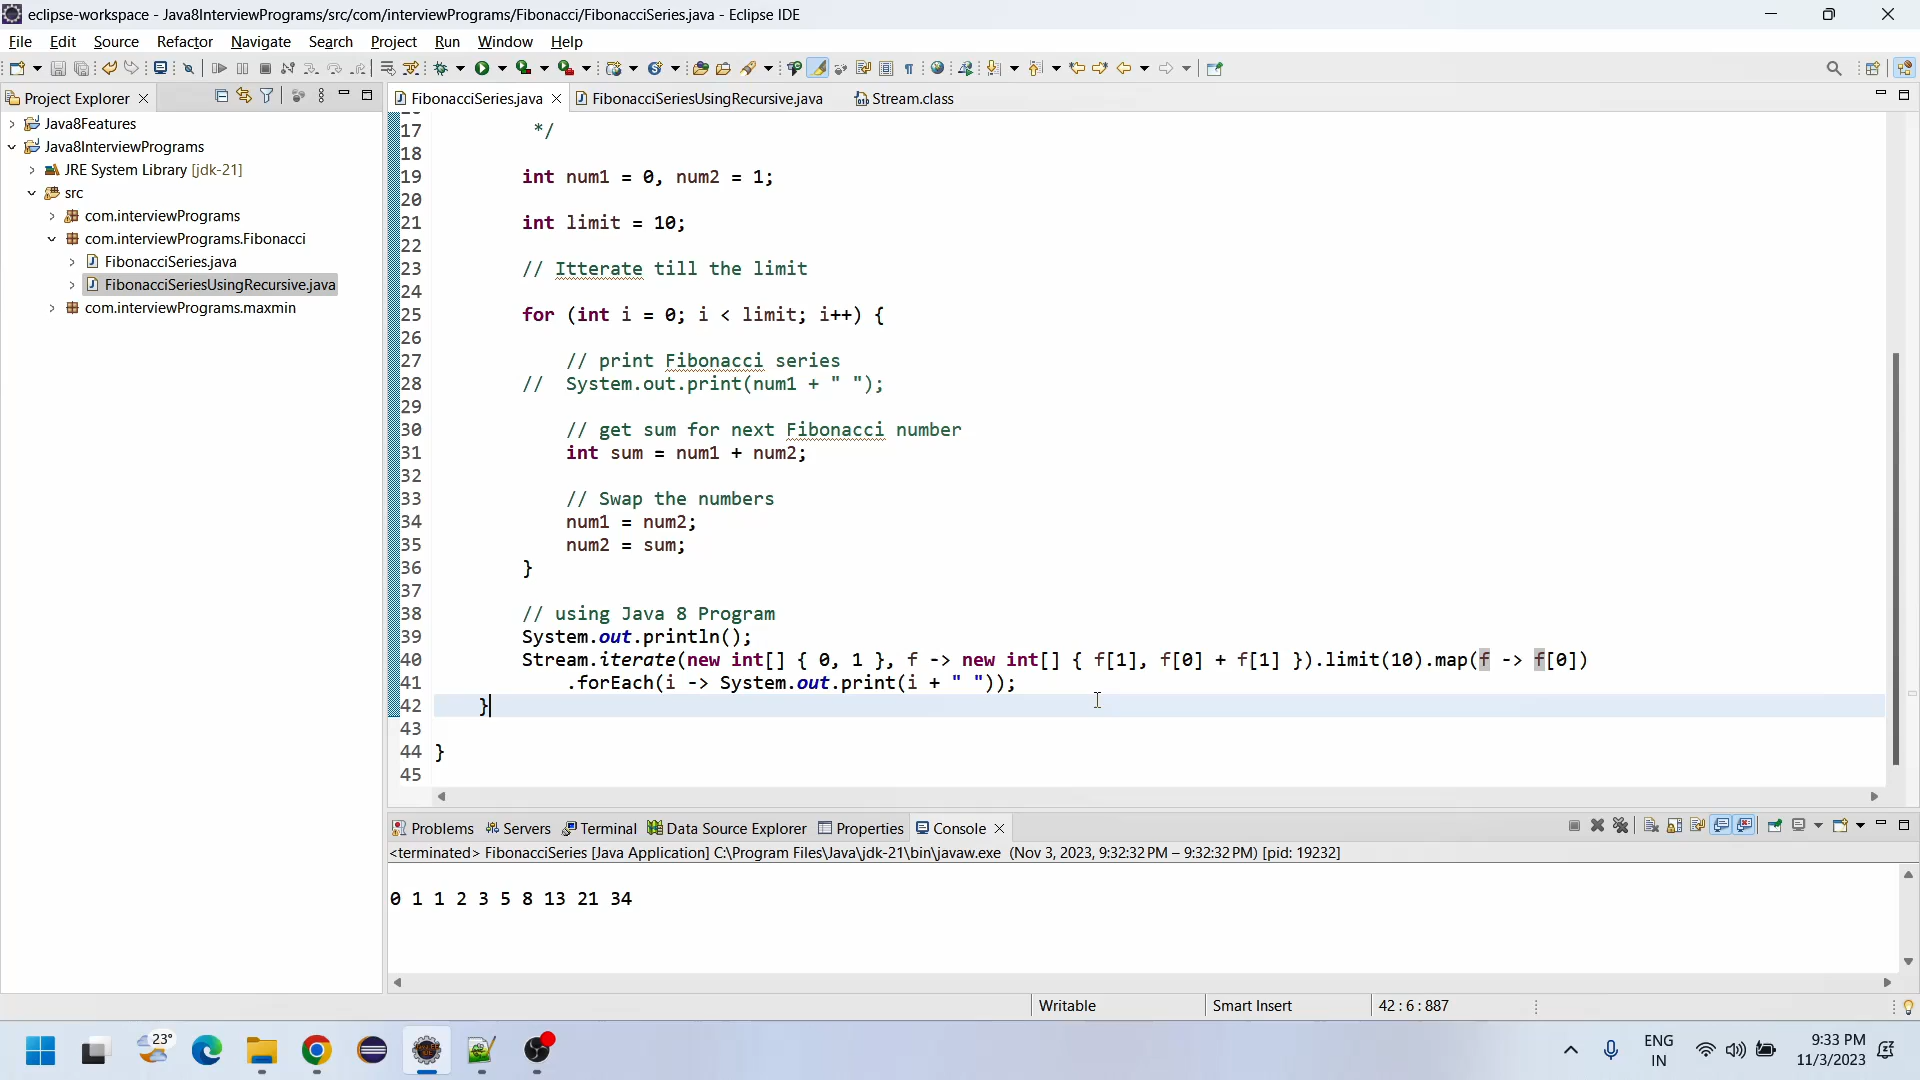 eclipse-workspace - Java8InterviewPrograms/src/com/interviewPrograms/Fibonacci/FibonacciSeries.java - Eclipse IDE
File Edit Source Refactor Navigate Search Project Run Window Help
Project Explorer
FibonacciSeries.java FibonacciSeriesUsingRecursive.java Stream.class
Java8Features
Java8InterviewPrograms
JRE System Library [jdk-21]
src
com.interviewPrograms
com.interviewPrograms.Fibonacci
FibonacciSeries.java
FibonacciSeriesUsingRecursive.java
com.interviewPrograms.maxmin
17 */
18
19 int num1 = 0, num2 = 1;
20
21 int limit = 10;
22
23 // Itterate till the limit
24
25 for (int i = 0; i < limit; i++) {
26
27 // print Fibonacci series
28 // System.out.print(num1 + " ");
29
30 // get sum for next Fibonacci number
31 int sum = num1 + num2;
32
33 // Swap the numbers
34 num1 = num2;
35 num2 = sum;
36 }
37
38 // using Java 8 Program
39 System.out.println();
40 Stream.iterate(new int[] { 0, 1 }, f -> new int[] { f[1], f[0] + f[1] }).limit(10).map(f -> f[0])
41 .forEach(i -> System.out.print(i + " "));
42 }
43
44 }
45
Problems Servers Terminal Data Source Explorer Properties Console
<terminated> FibonacciSeries [Java Application] C:\Program Files\Java\jdk-21\bin\javaw.exe (Nov 3, 2023, 9:32:32 PM – 9:32:32 PM) [pid: 19232]
0 1 1 2 3 5 8 13 21 34
Writable Smart Insert 42 : 6 : 887
23°
ENG
IN
9:33 PM
11/3/2023